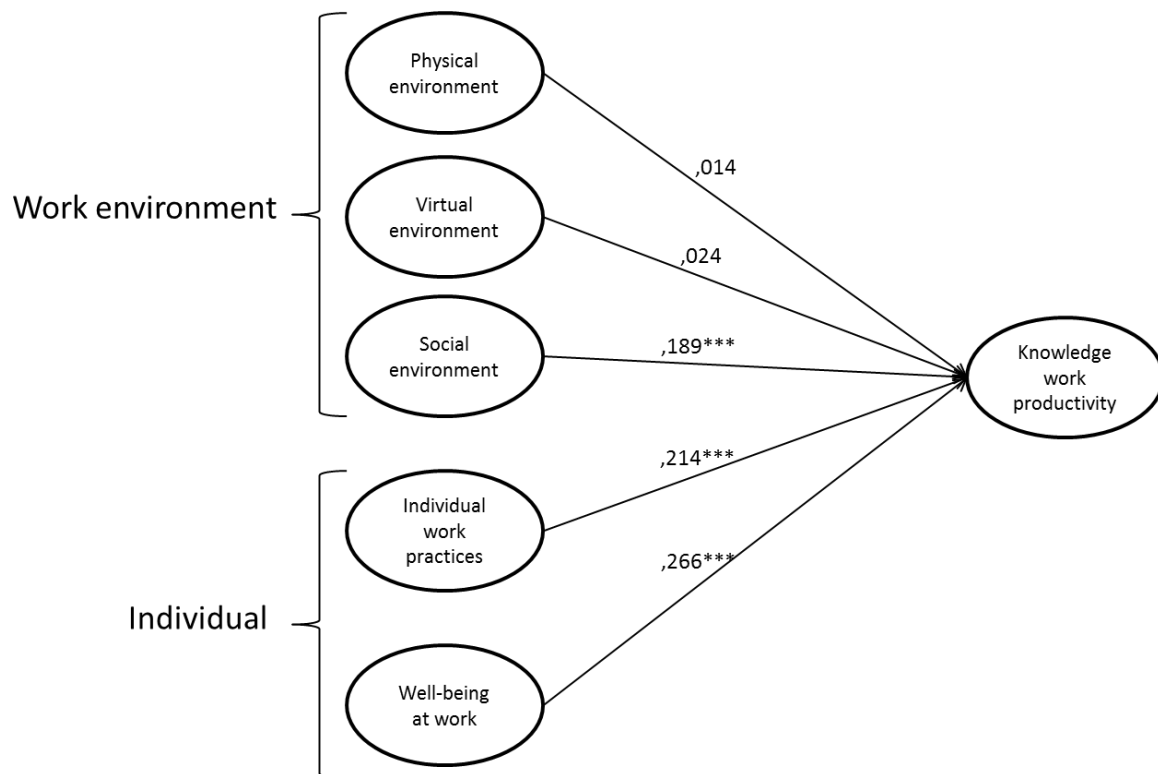 Physical
environment
,014
Work environment
Virtual
environment
,024
Social
environment
,189***
Knowledge
work
productivity
,214***
Individual
work
practices
,266***
Individual
Well-being
at work